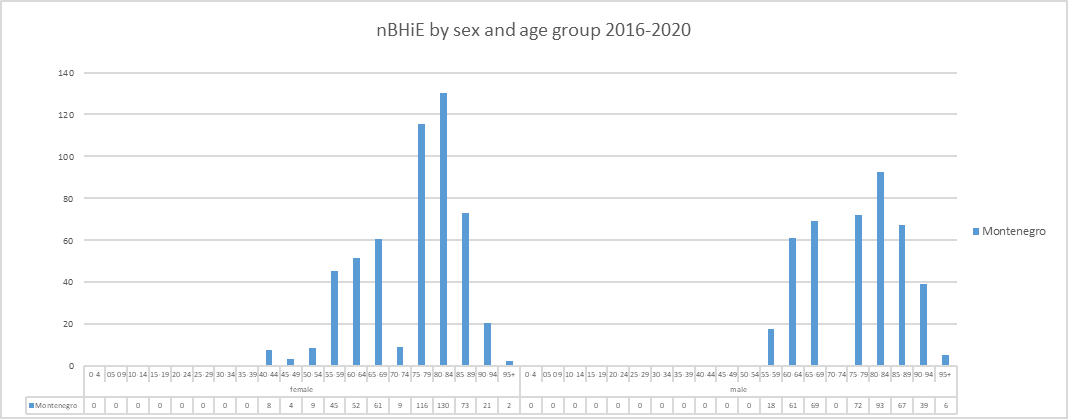 nBHiE by sex and age group 2016-2020
140
120
100
80
60
40
20
0
Montenegro
0 4 05 09 10 14 15 19 20 24 25 29 30 34 35 39 40 44 45 49 50 54 55 59 60 64 65 69 70 74 75 79 80 84 85 89 90 94 95+ 0 4 05 09 10 14 15 19 20 24 25 29 30 34 35 39 40 44 45 49 50 54 55 59 60 64 65 69 70 74 75 79 80 84 85 89 90 94 95+
female male
Montenegro 0 0 0 0 0 0 0 0 8 4 9 45 52 61 9 116 130 73 21 2 0 0 0 0 0 0 0 0 0 0 0 18 61 69 0 72 93 67 39 6